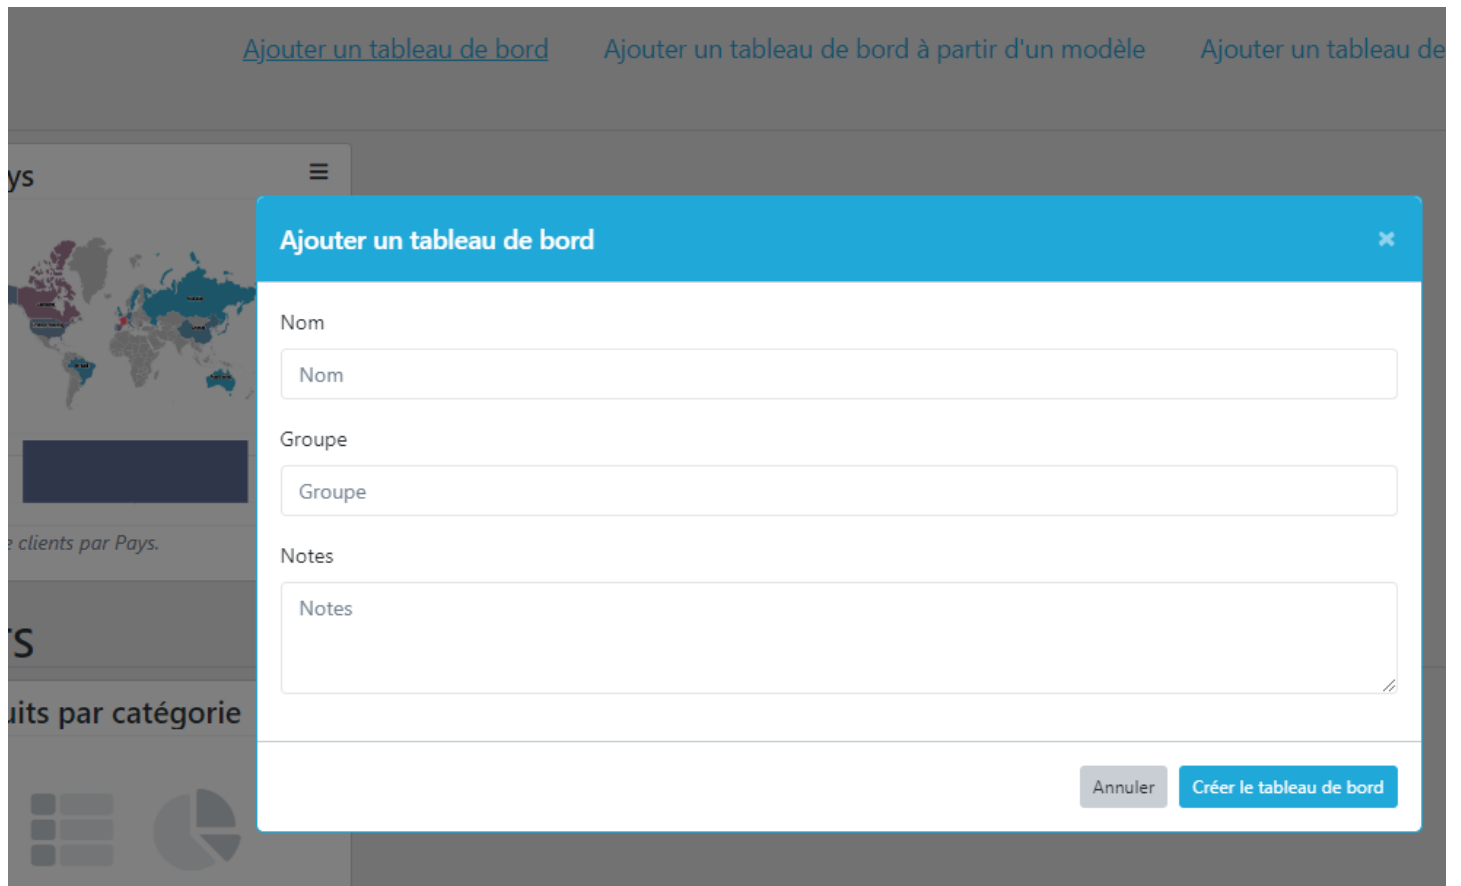 Ajouter un tableau de bord Ajouter un tableau de bord à partir d'un modèle Ajouter un tableau de
ys
Ajouter un tableau de bord
Nom
Nom
Groupe
Groupe
clients par Pays.
Notes
Notes
rs
uits par catégorie
Annuler Créer le tableau de bord